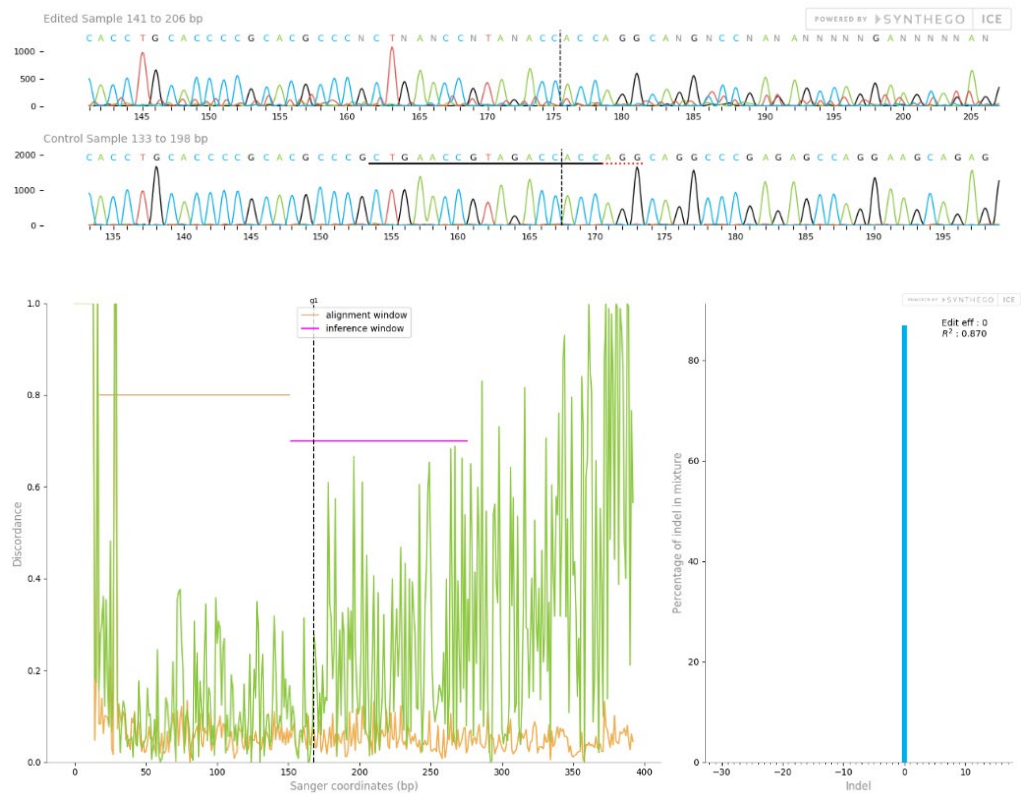 Edited Sample 141 to 206 bp
POWERED BY SYNTHEGO ICE
C A C C T G C A C C C C G C A C G C C C N C T N A N C C N T A N A C C A C C A G G C A N G N C C N A N A N N N N N G A N N N N N A N
1000
500
0
145 150 155 160 165 170 175 180 185 190 195 200 205
Control Sample 133 to 198 bp
2000
C A C C T G C A C C C C G C A C G C C C G C T G A A C C G T A G A C C A C C A G G C A G G C C C G A G A G C C A G G A A G C A G A G
1000
0
135 140 145 150 155 160 165 170 175 180 185 190 195
POWERED BY SYNTHEGO ICE
g1
alignment window
inference window
Discordance
1.0
0.8
0.6
0.4
0.2
0.0
0 50 100 150 200 250 300 350 400
Sanger coordinates (bp)
Edit eff : 0
R² : 0.870
Percentage of indel in mixture
80
60
40
20
0
−30 −20 −10 0 10
Indel